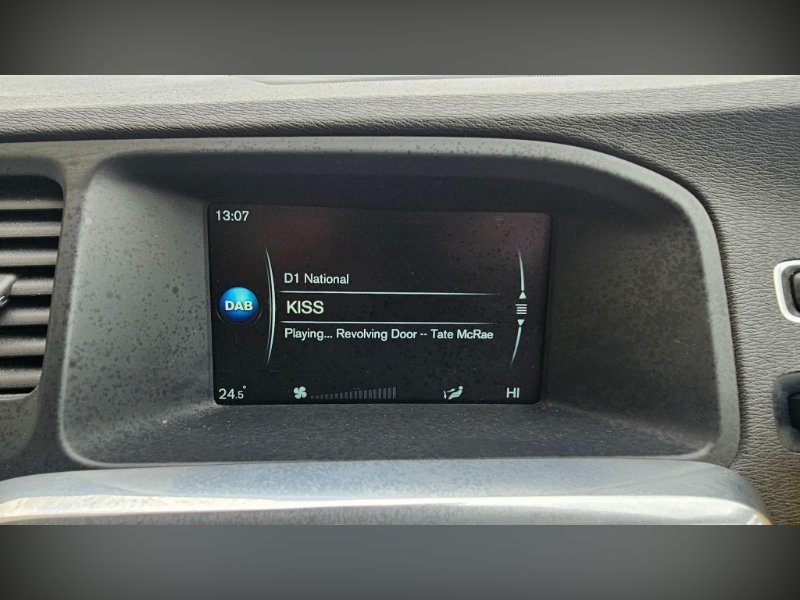 13:07
D1 National
DAB
KISS
Playing... Revolving Door -- Tate McRae
24.5° HI